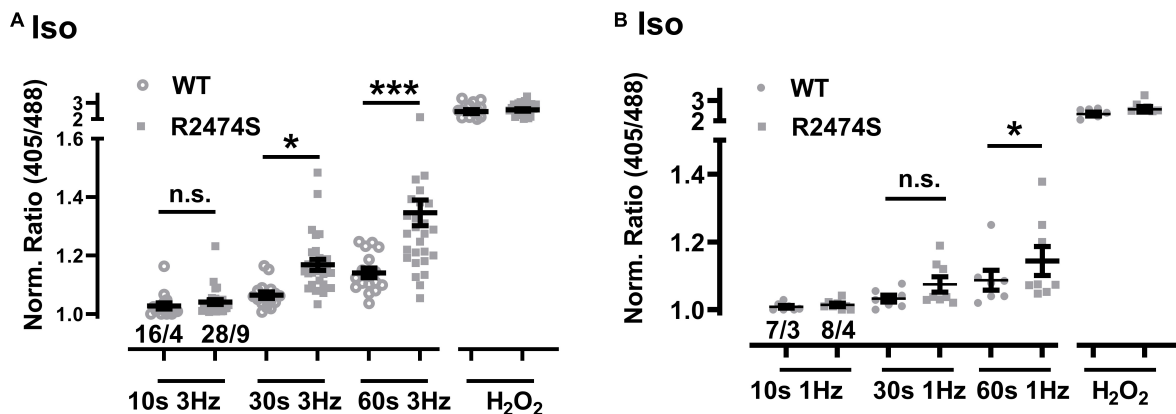 A Iso
Norm. Ratio (405/488)
3
2
1.6
1.4
1.2
1.0
WT
R2474S
n.s.
*
***
16/4
28/9
10s 3Hz
30s 3Hz
60s 3Hz
H₂O₂
B Iso
Norm. Ratio (405/488)
3
2
1.4
1.2
1.0
WT
R2474S
n.s.
*
7/3
8/4
10s 1Hz
30s 1Hz
60s 1Hz
H₂O₂